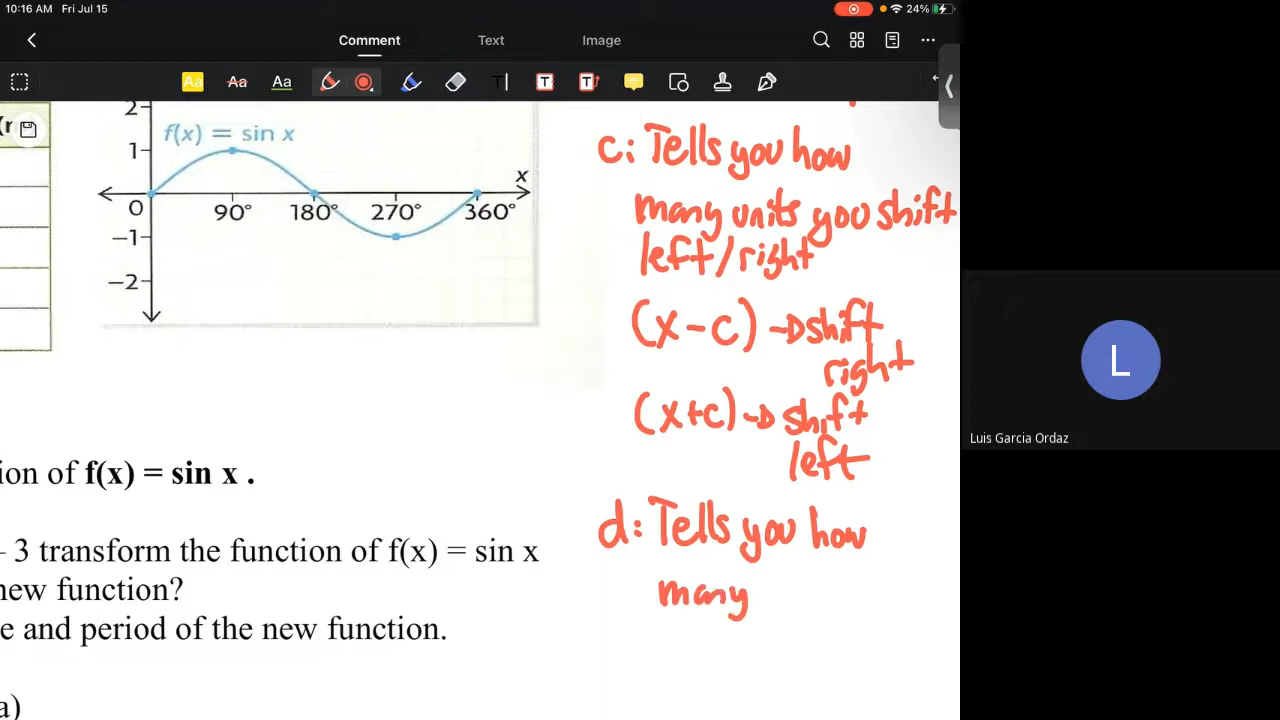 10:16 AM Fri Jul 15
24%
Comment
Text
Image
Aa Aa Aa T T T
(r
2
f(x) = sin x
1
x
0 90° 180° 270° 360°
−1
−2
c: Tells you how
many units you shift
left/right
(x-c) → shift
right
(x+c) → shift
left
d: Tells you how
many
ion of f(x) = sin x .
– 3 transform the function of f(x) = sin x
new function?
e and period of the new function.
a)
L
Luis Garcia Ordaz